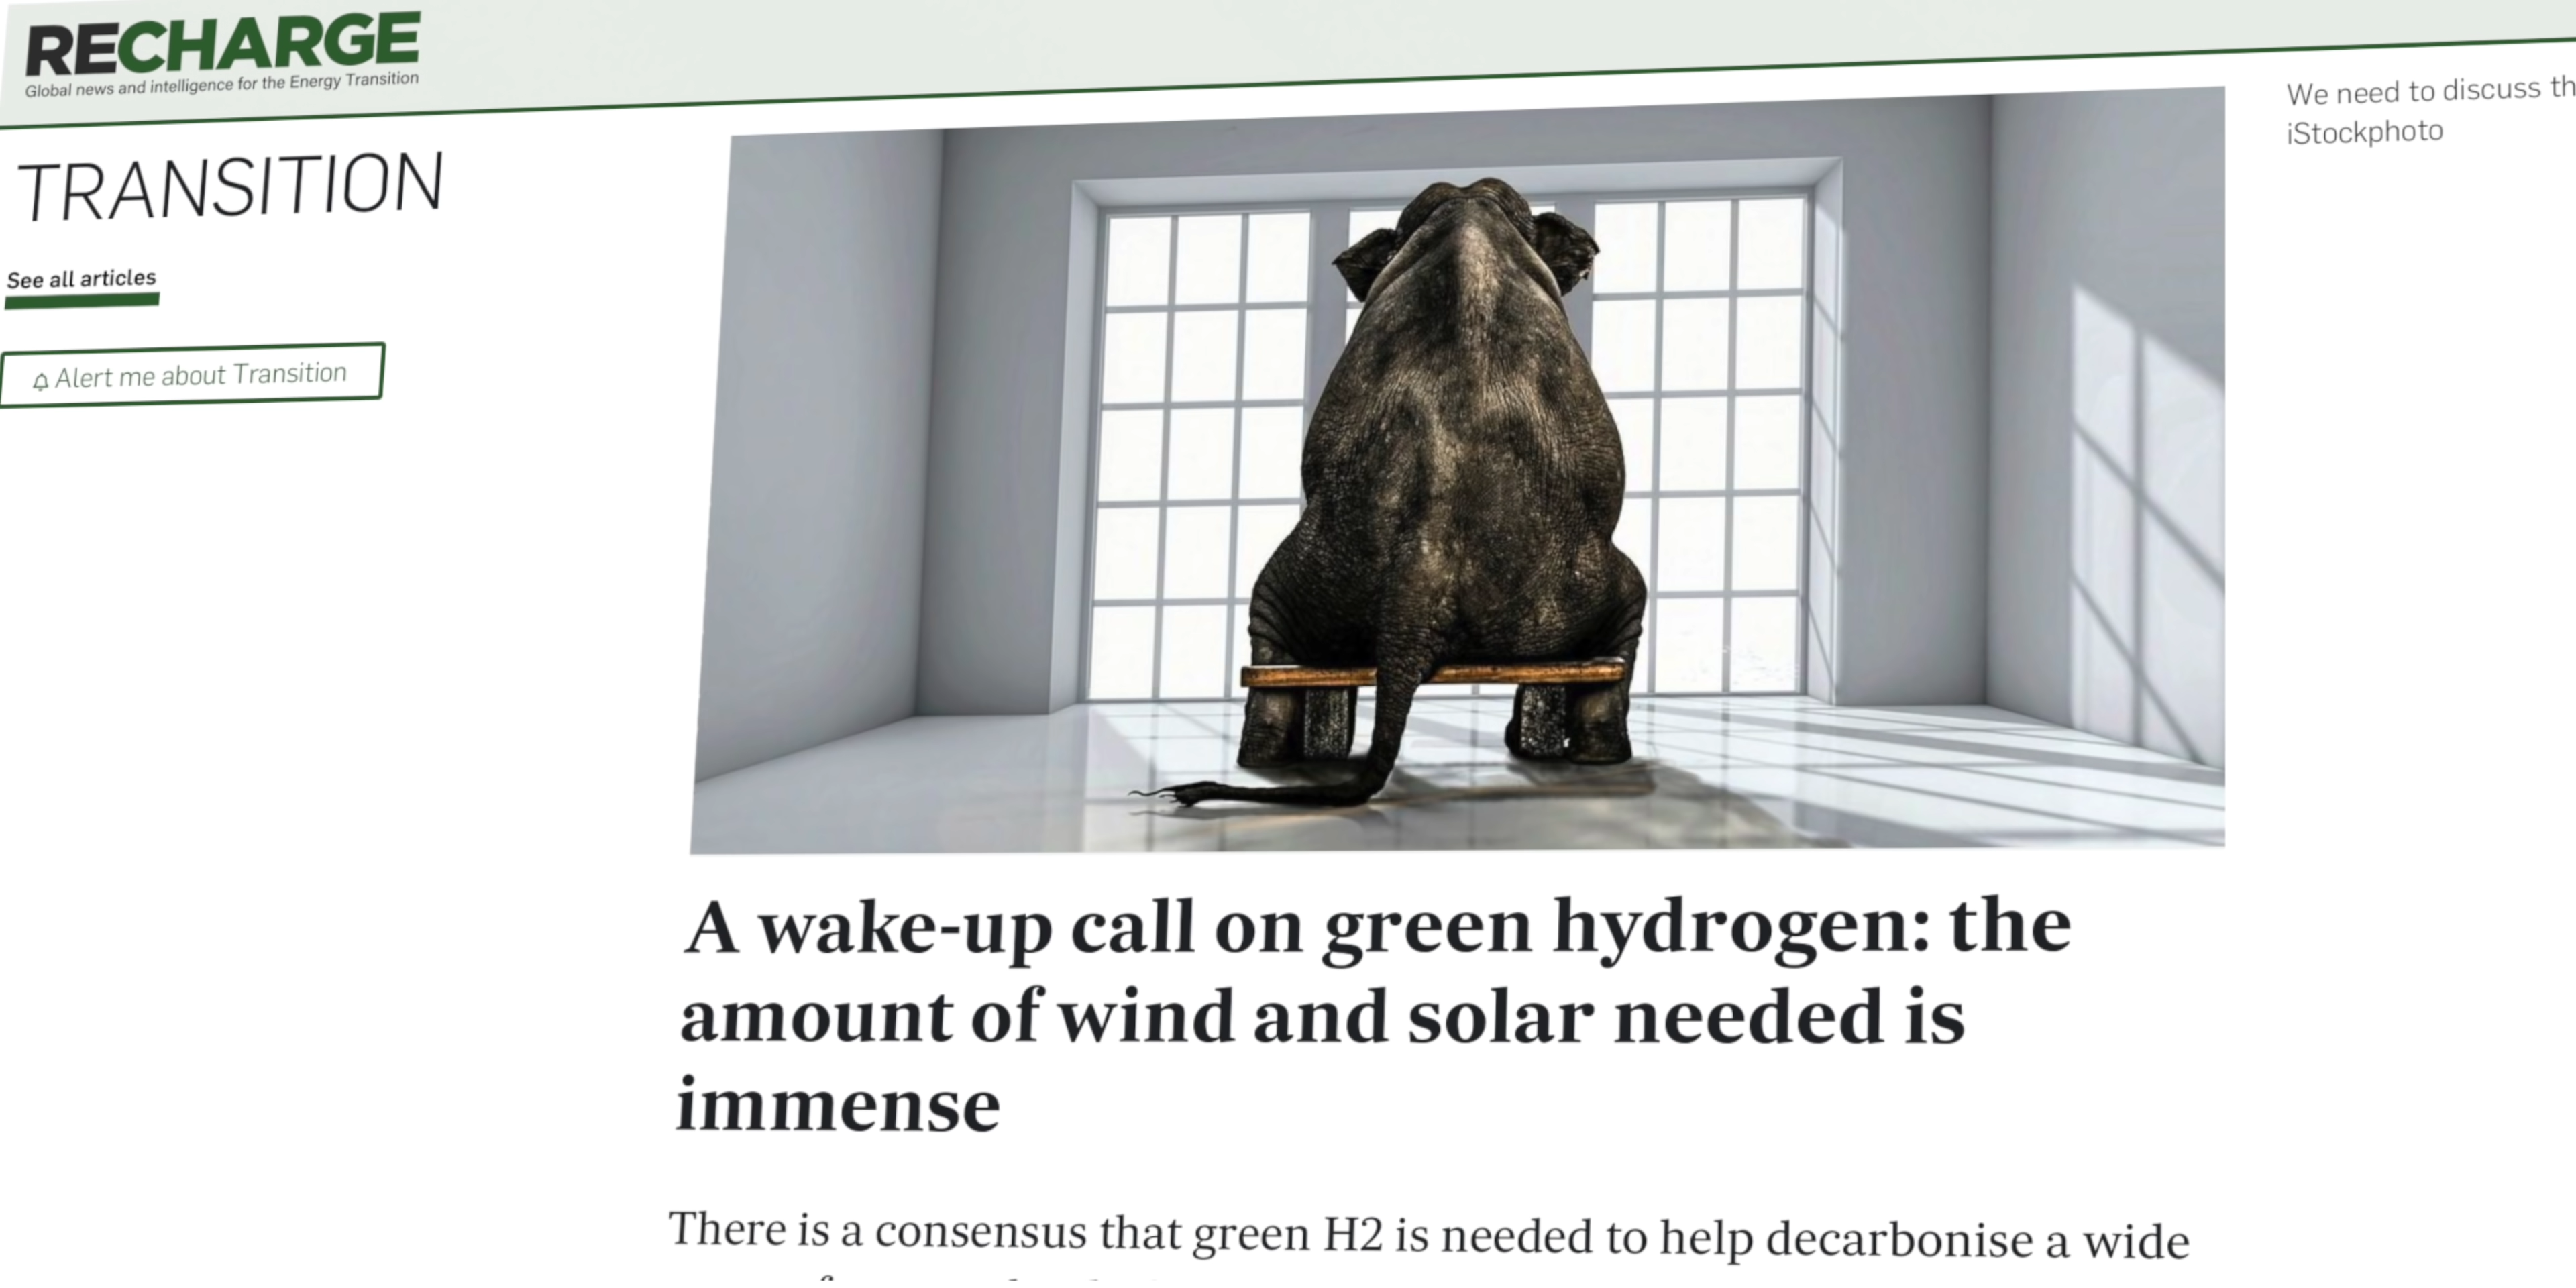 RECHARGE
Global news and intelligence for the Energy Transition
TRANSITION
See all articles
Alert me about Transition
We need to discuss
iStockphoto
A wake-up call on green hydrogen: the
amount of wind and solar needed is
immense
There is a consensus that green H2 is needed to help decarbonise a wide